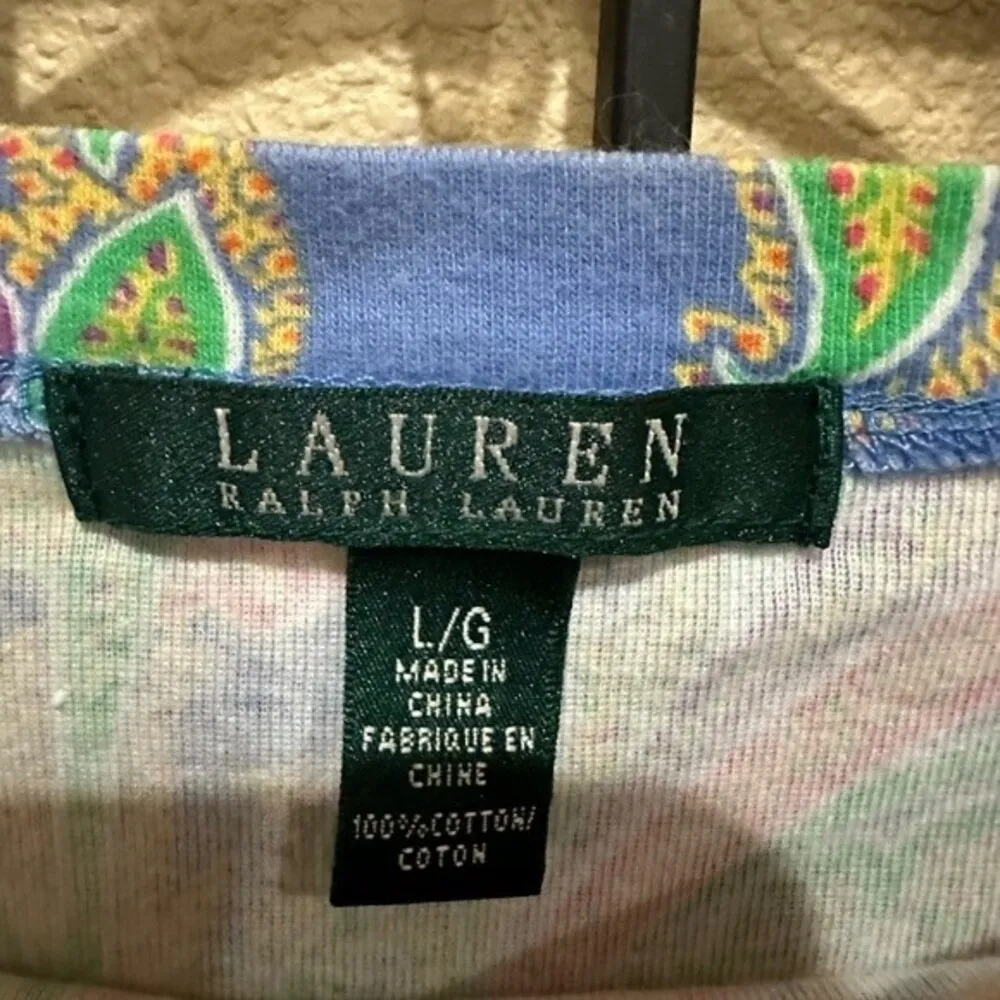 LAUREN
RALPH LAUREN
L/G
MADE IN
CHINA
FABRIQUE EN
CHINE
100% COTTON/
COTON